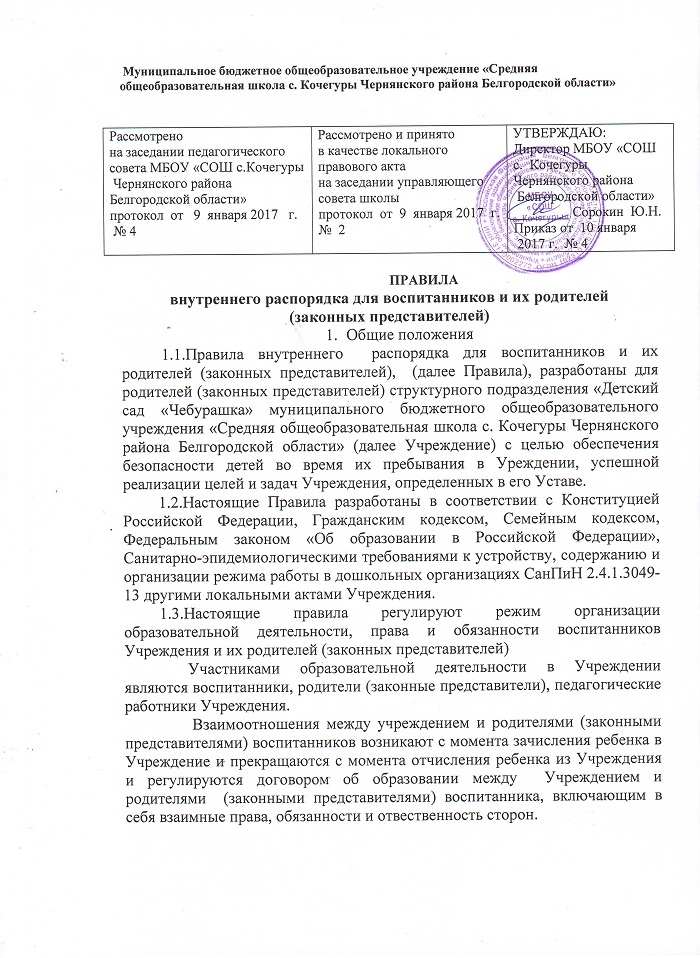 Муниципальное бюджетное общеобразовательное учреждение «Средняя
общеобразовательная школа с. Кочегуры Чернянского района Белгородской области»
Рассмотрено
на заседании педагогического
совета МБОУ «СОШ с.Кочегуры
Чернянского района
Белгородской области»
протокол от 9 января 2017 г.
№ 4
Рассмотрено и принято
в качестве локального
правового акта
на заседании управляющего
совета школы
протокол от 9 января 2017 г.
№ 2
УТВЕРЖДАЮ:
Директор МБОУ «СОШ
с. Кочегуры
Чернянского района
Белгородской области»
Сорокин Ю.Н.
Приказ от 10 января
2017 г. № 4
МБОУ
«СОШ
с. Кочегуры»
ПРАВИЛА
внутреннего распорядка для воспитанников и их родителей
(законных представителей)
1. Общие положения
1.1.Правила внутреннего распорядка для воспитанников и их
родителей (законных представителей), (далее Правила), разработаны для
родителей (законных представителей) структурного подразделения «Детский
сад «Чебурашка» муниципального бюджетного общеобразовательного
учреждения «Средняя общеобразовательная школа с. Кочегуры Чернянского
района Белгородской области» (далее Учреждение) с целью обеспечения
безопасности детей во время их пребывания в Уреждении, успешной
реализации целей и задач Учреждения, определенных в его Уставе.
1.2.Настоящие Правила разработаны в соответствии с Конституцией
Российской Федерации, Гражданским кодексом, Семейным кодексом,
Федеральным законом «Об образовании в Российской Федерации»,
Санитарно-эпидемиологическими требованиями к устройству, содержанию и
организации режима работы в дошкольных организациях СанПиН 2.4.1.3049-
13 другими локальными актами Учреждения.
1.3.Настоящие правила регулируют режим организации
образовательной деятельности, права и обязанности воспитанников
Учреждения и их родителей (законных представителей)
Участниками образовательной деятельности в Учреждении
являются воспитанники, родители (законные представители), педагогические
работники Учреждения.
Взаимоотношения между учреждением и родителями (законными
представителями) воспитанников возникают с момента зачисления ребенка в
Учреждение и прекращаются с момента отчисления ребенка из Учреждения
и регулируются договором об образовании между Учреждением и
родителями (законными представителями) воспитанника, включающим в
себя взаимные права, обязанности и отвественность сторон.